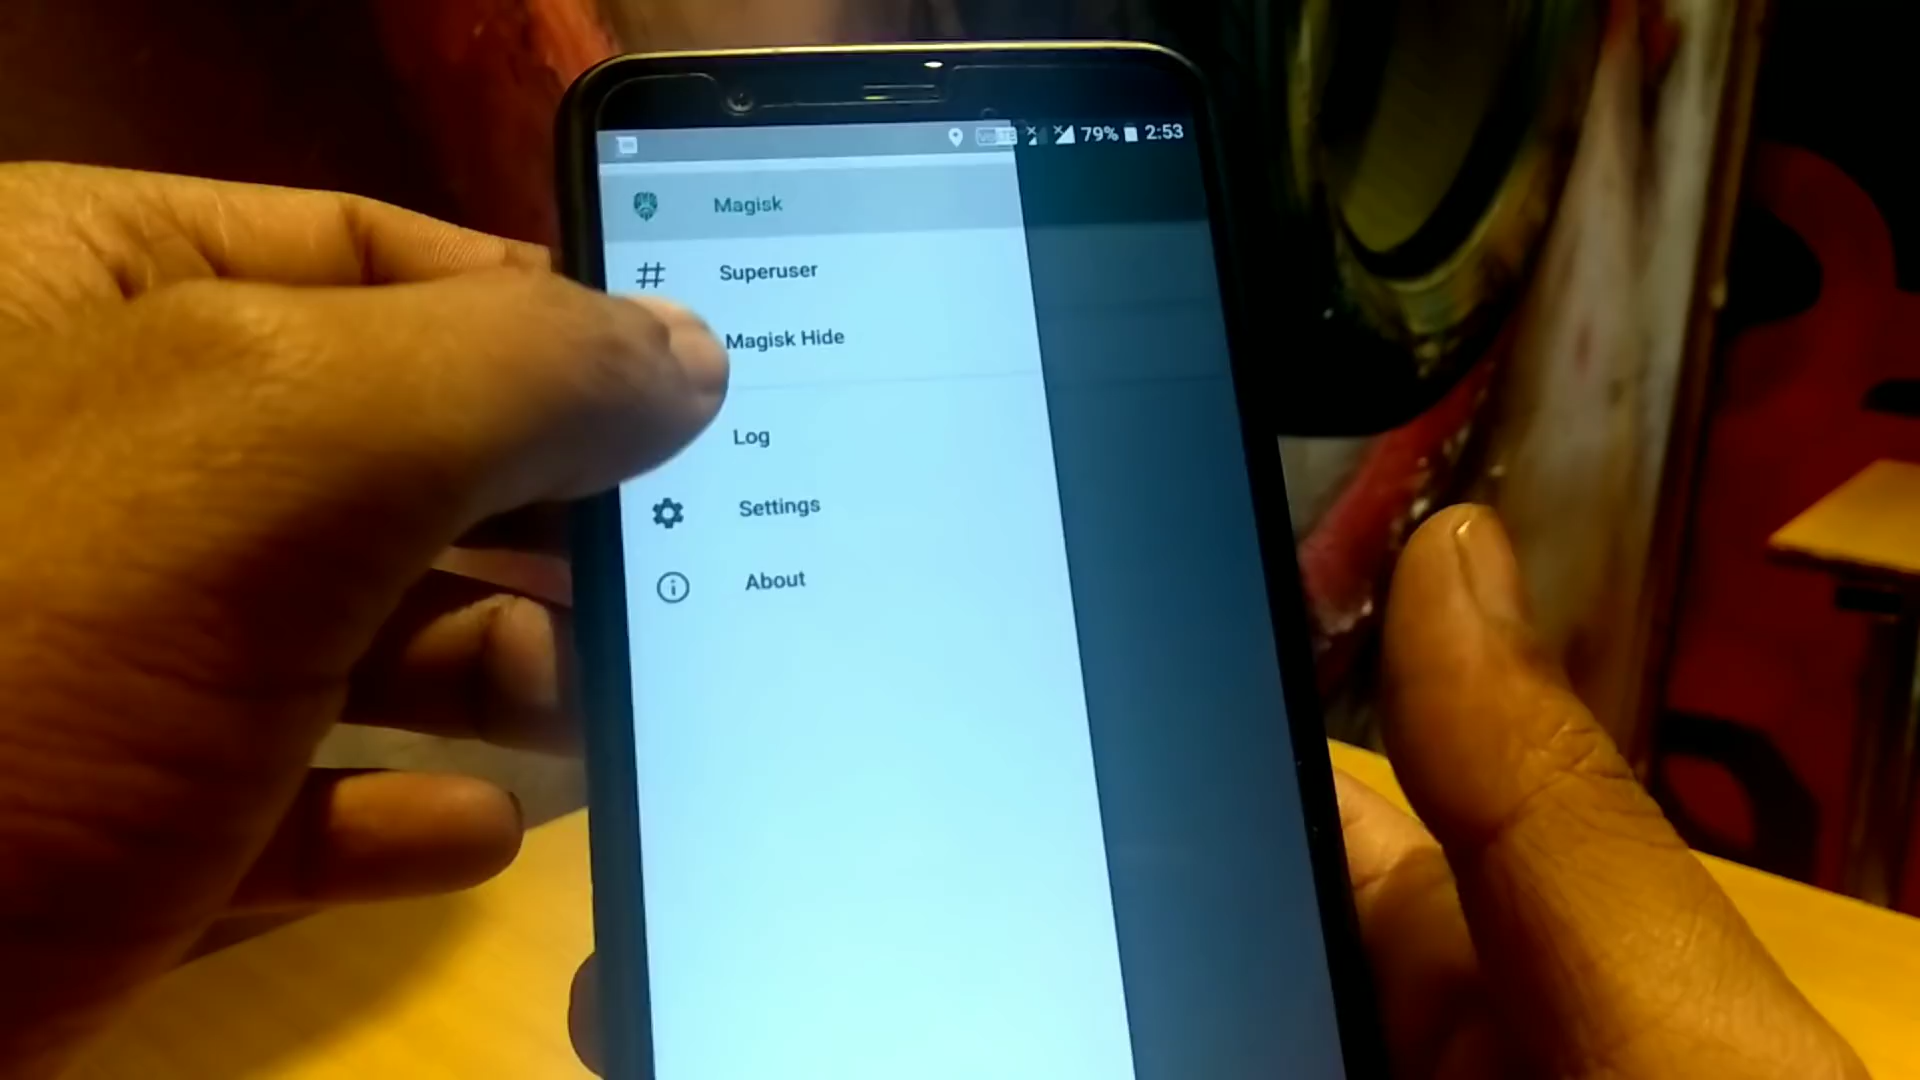 79% 2:53
Magisk
Superuser
Magisk Hide
Log
Settings
About